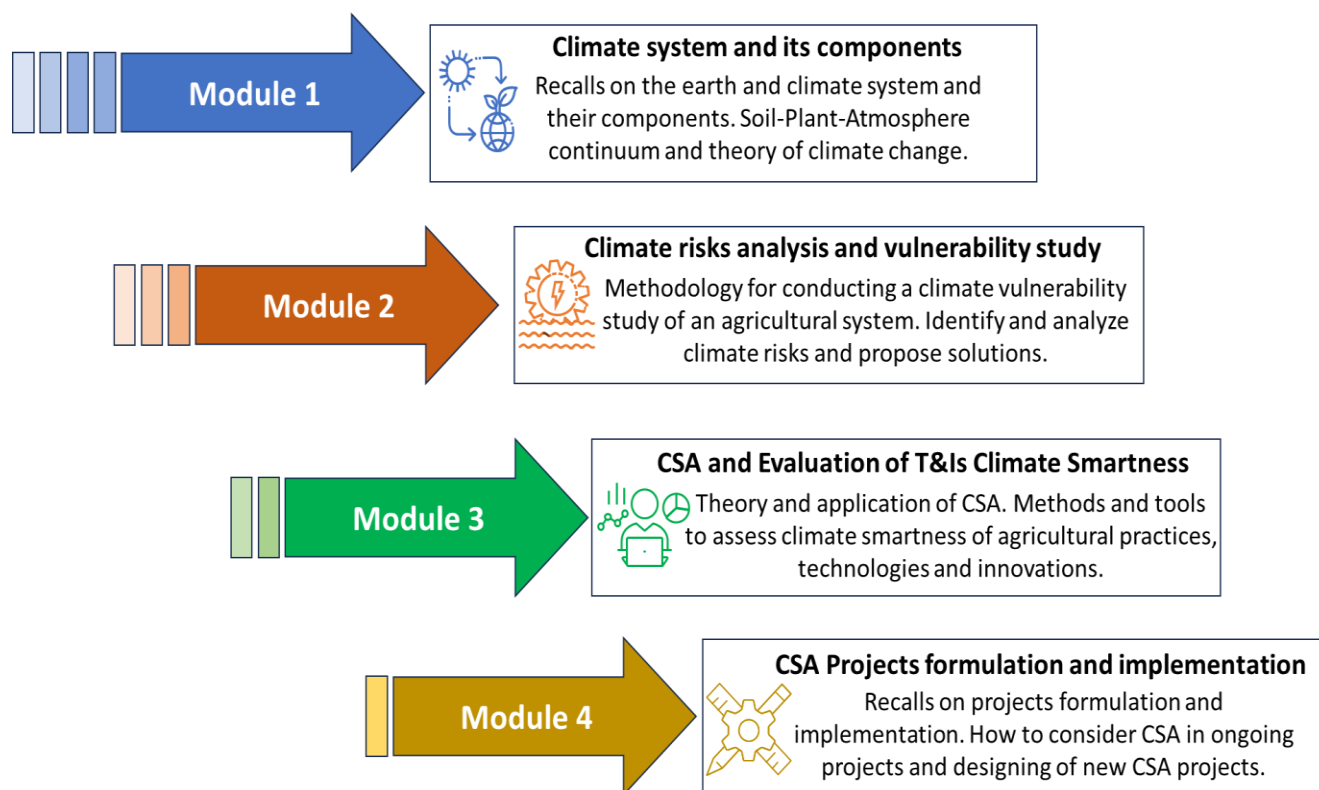 Module 1
Climate system and its components
Recalls on the earth and climate system and
their components. Soil-Plant-Atmosphere
continuum and theory of climate change.
Module 2
Climate risks analysis and vulnerability study
Methodology for conducting a climate vulnerability
study of an agricultural system. Identify and analyze
climate risks and propose solutions.
Module 3
CSA and Evaluation of T&Is Climate Smartness
Theory and application of CSA. Methods and tools
to assess climate smartness of agricultural practices,
technologies and innovations.
Module 4
CSA Projects formulation and implementation
Recalls on projects formulation and
implementation. How to consider CSA in ongoing
projects and designing of new CSA projects.